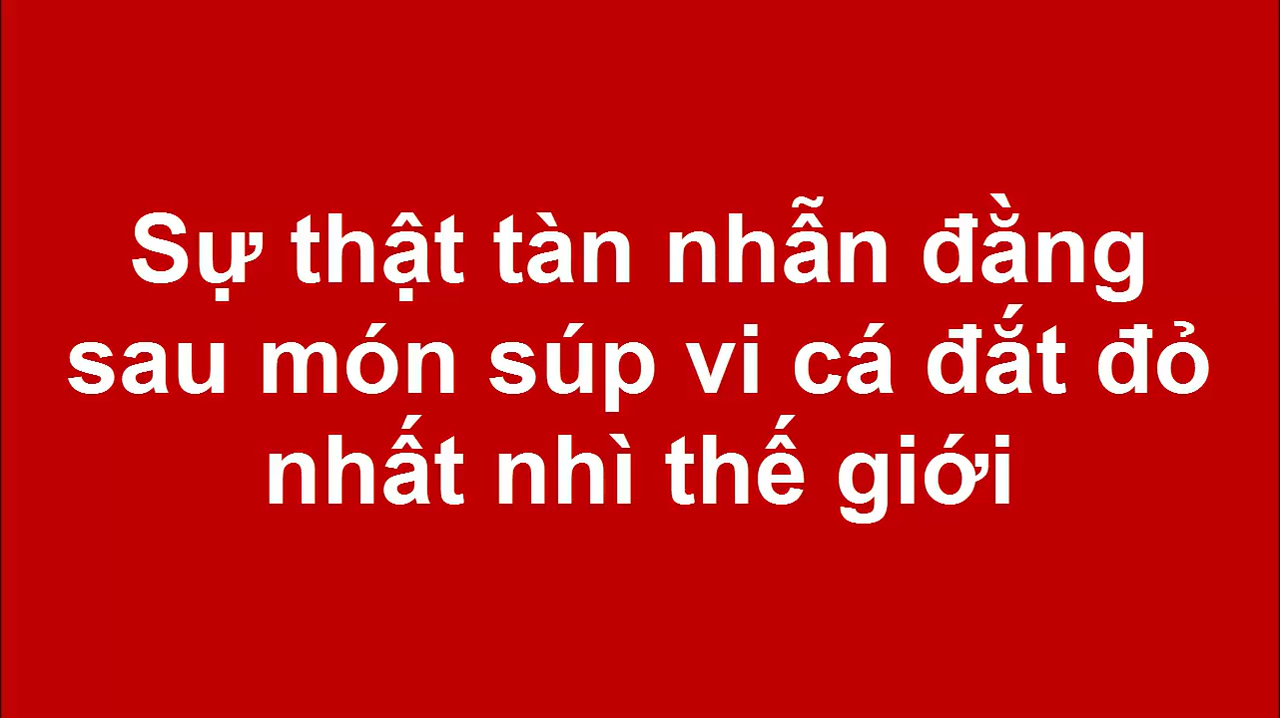 Sự thật tàn nhẫn đằng
sau món súp vi cá đắt đỏ
nhất nhì thế giới